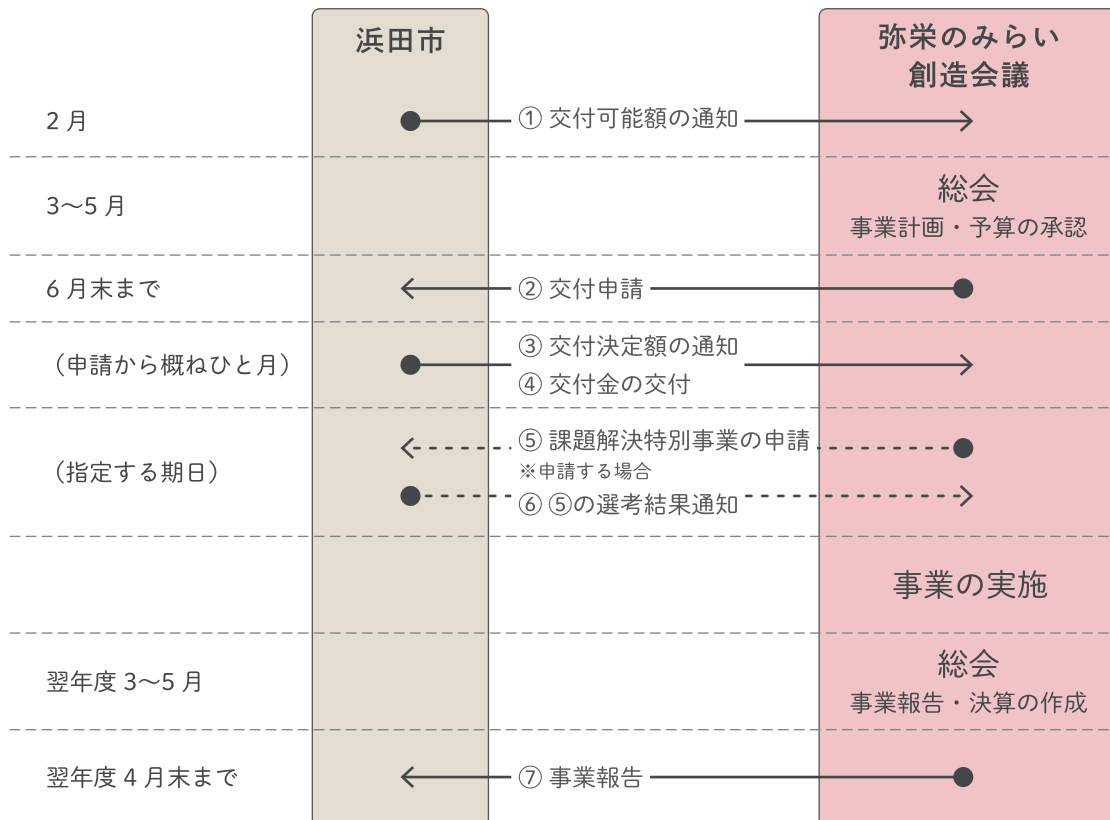 浜田市
弥栄のみらい
創造会議
2月
① 交付可能額の通知
3〜5月
総会
事業計画・予算の承認
6月末まで
② 交付申請
（申請から概ねひと月）
③ 交付決定額の通知
④ 交付金の交付
（指定する期日）
⑤ 課題解決特別事業の申請
※申請する場合
⑥ ⑤の選考結果通知
事業の実施
翌年度 3〜5月
総会
事業報告・決算の作成
翌年度 4月末まで
⑦ 事業報告